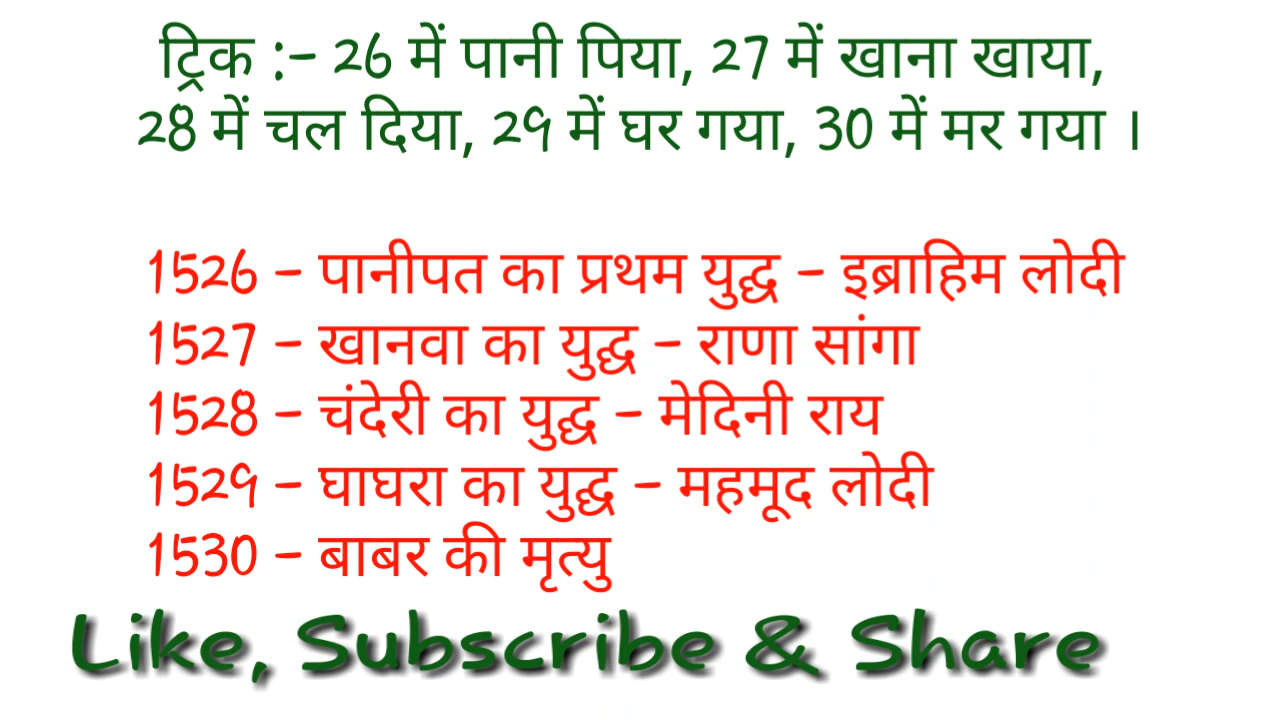 ट्रिक :- 26 में पानी पिया, 27 में खाना खाया,
28 में चल दिया, 29 में घर गया, 30 में मर गया ।
1526 - पानीपत का प्रथम युद्ध - इब्राहिम लोदी
1527 - खानवा का युद्ध - राणा सांगा
1528 - चंदेरी का युद्ध - मेदिनी राय
1529 - घाघरा का युद्ध - महमूद लोदी
1530 - बाबर की मृत्यु
Like, Subscribe & Share